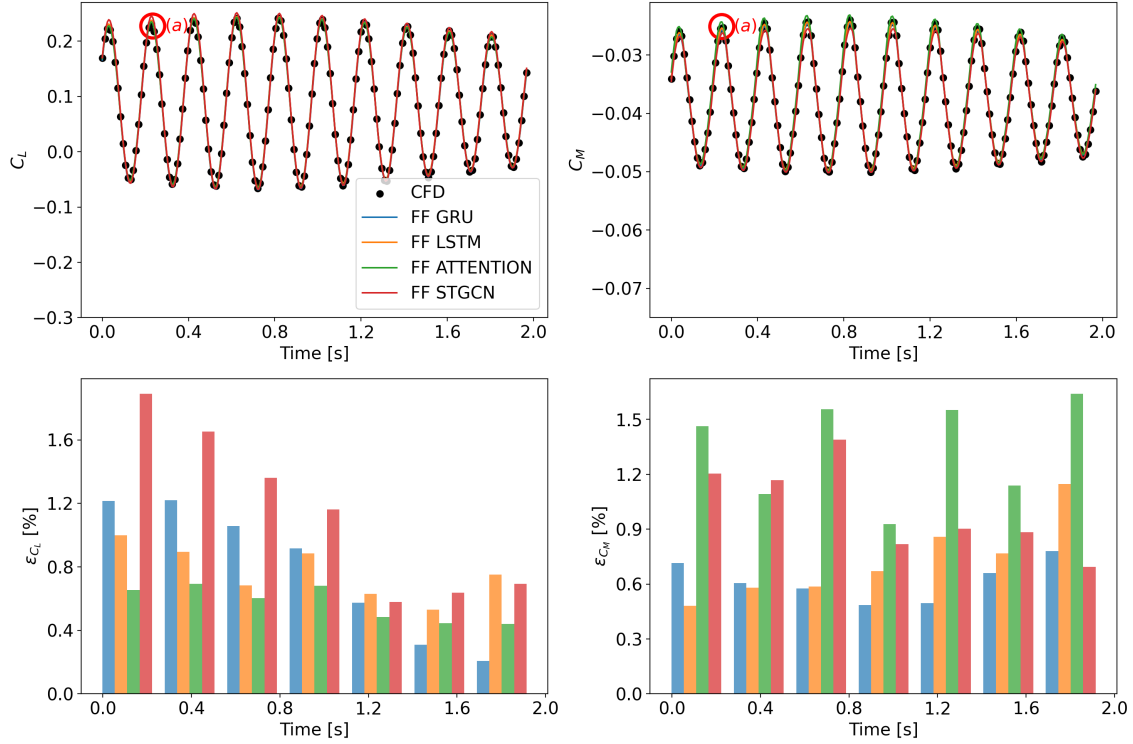 0.2
0.1
0.0
−0.1
−0.2
−0.3
C_L
(a)
CFD
FF GRU
FF LSTM
FF ATTENTION
FF STGCN
0.0 0.4 0.8 1.2 1.6 2.0
Time [s]
−0.03
−0.04
−0.05
−0.06
−0.07
C_M
(a)
0.0 0.4 0.8 1.2 1.6 2.0
Time [s]
1.6
1.2
0.8
0.4
0.0
ε_{C_L} [%]
0.0 0.4 0.8 1.2 1.6 2.0
Time [s]
1.5
1.2
0.9
0.6
0.3
0.0
ε_{C_M} [%]
0.0 0.4 0.8 1.2 1.6 2.0
Time [s]